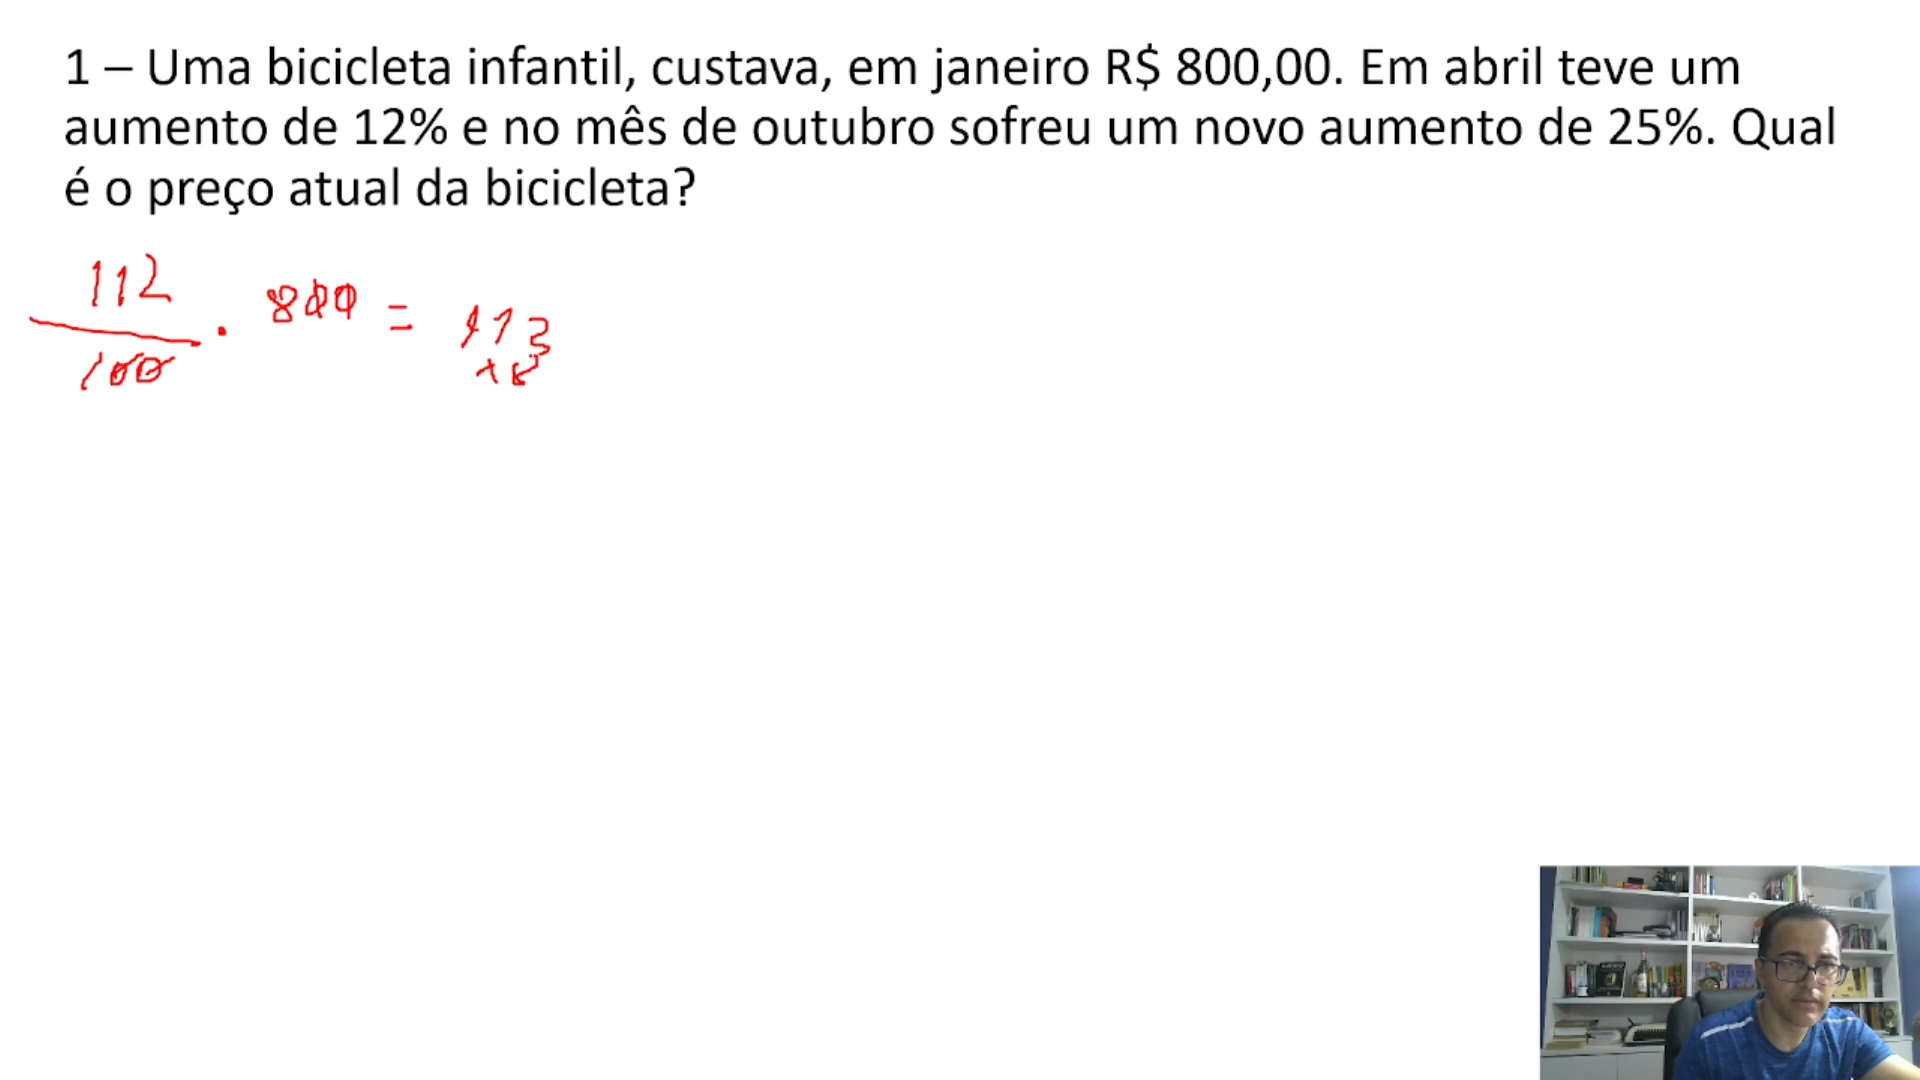 1 – Uma bicicleta infantil, custava, em janeiro R$ 800,00. Em abril teve um
aumento de 12% e no mês de outubro sofreu um novo aumento de 25%. Qual
é o preço atual da bicicleta?
112
100 . 800 = 113